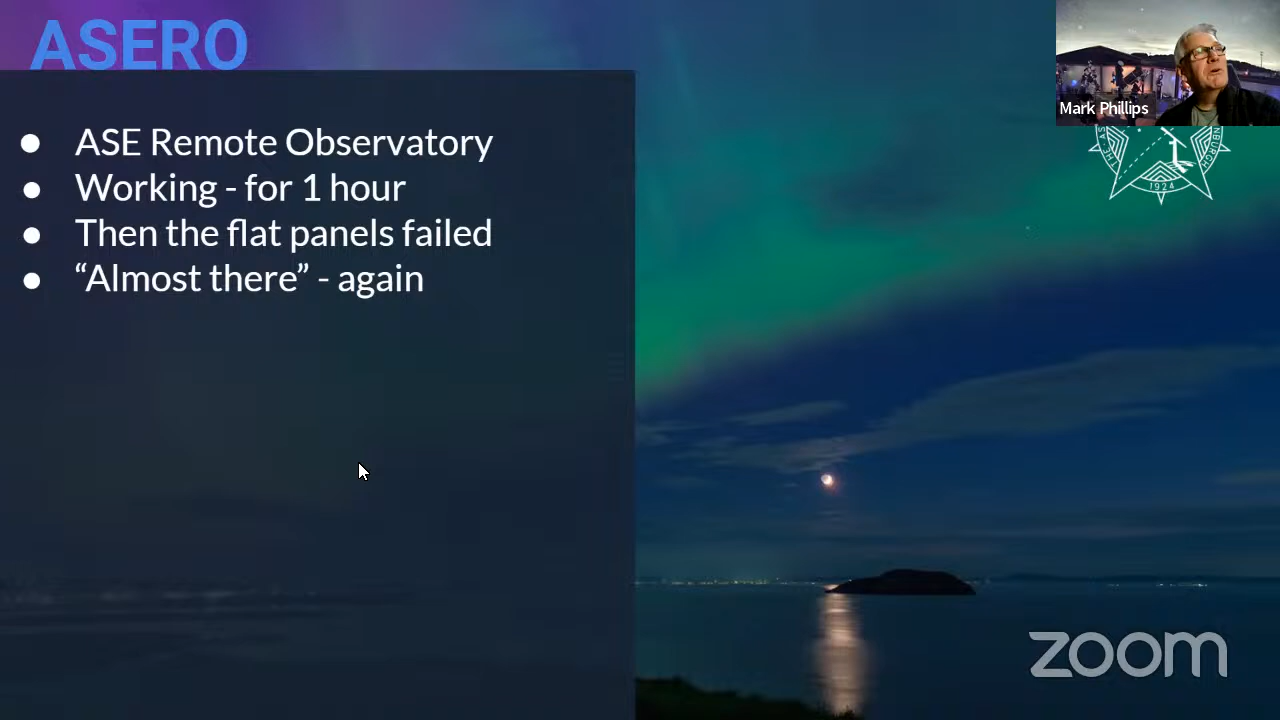 ASERO
ASE Remote Observatory
Working - for 1 hour
Then the flat panels failed
“Almost there” - again
Mark Phillips
1924
zoom